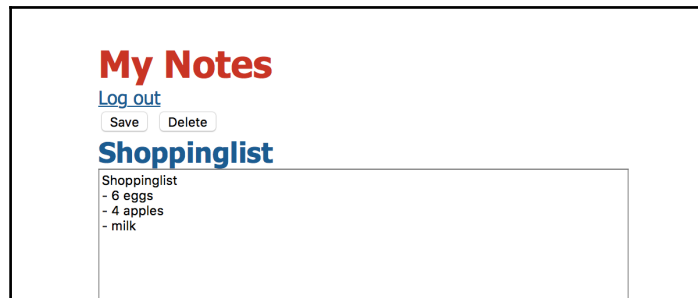 My Notes
Log out
Save Delete
Shoppinglist
Shoppinglist
- 6 eggs
- 4 apples
- milk